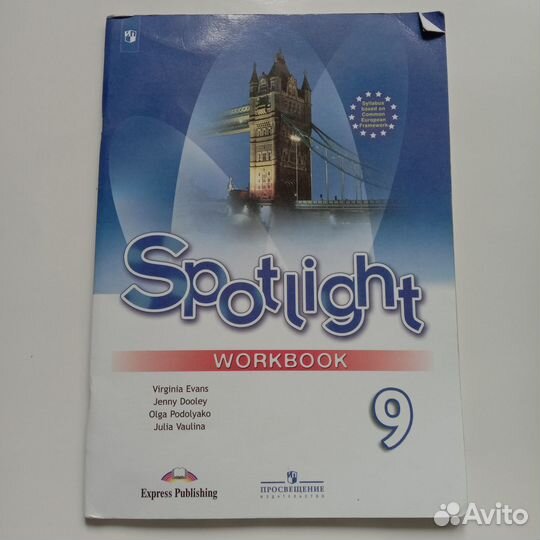 Syllabus
based on
Common
European
Framework
Spotlight
WORKBOOK
Virginia Evans
Jenny Dooley
Olga Podolyako
Julia Vaulina
9
Express Publishing
ПРОСВЕЩЕНИЕ
ИЗДАТЕЛЬСТВО
Avito